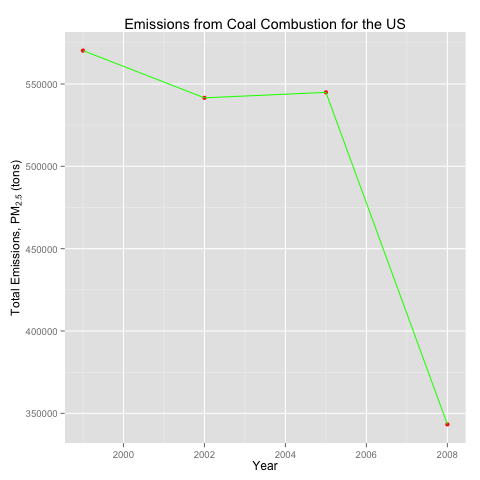 Emissions from Coal Combustion for the US
Total Emissions, PM2.5 (tons)
550000
500000
450000
400000
350000
2000 2002 2004 2006 2008
Year